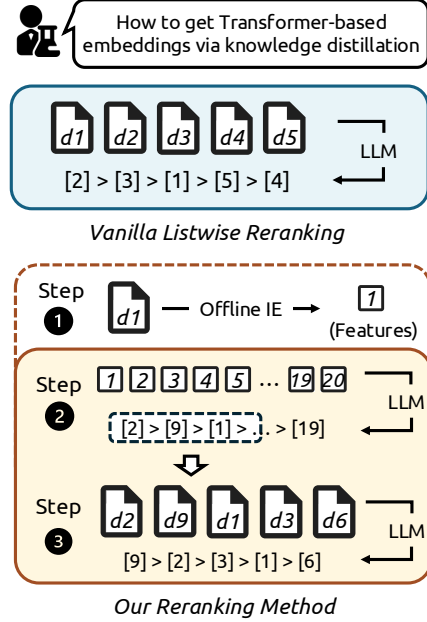 How to get Transformer-based
embeddings via knowledge distillation
d1 d2 d3 d4 d5
LLM
[2] > [3] > [1] > [5] > [4]
Vanilla Listwise Reranking
Step
1
d1
Offline IE
1
(Features)
Step
2
1 2 3 4 5 ... 19 20
LLM
[2] > [9] > [1] > ... > [19]
Step
3
d2 d9 d1 d3 d6
LLM
[9] > [2] > [3] > [1] > [6]
Our Reranking Method